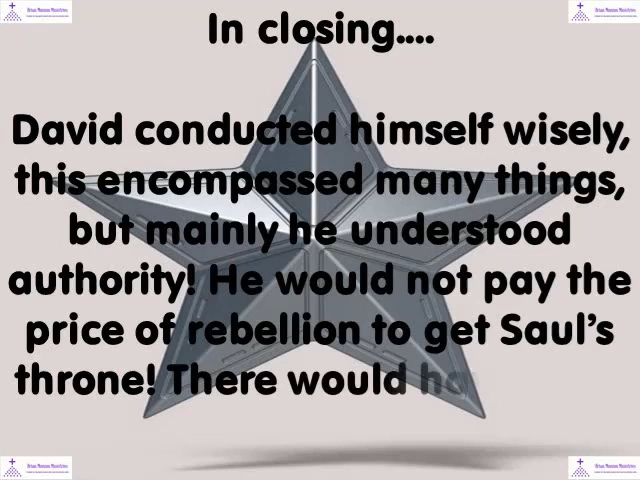 In closing....
David conducted himself wisely,
this encompassed many things,
but mainly he understood
authority! He would not pay the
price of rebellion to get Saul's
throne! There would